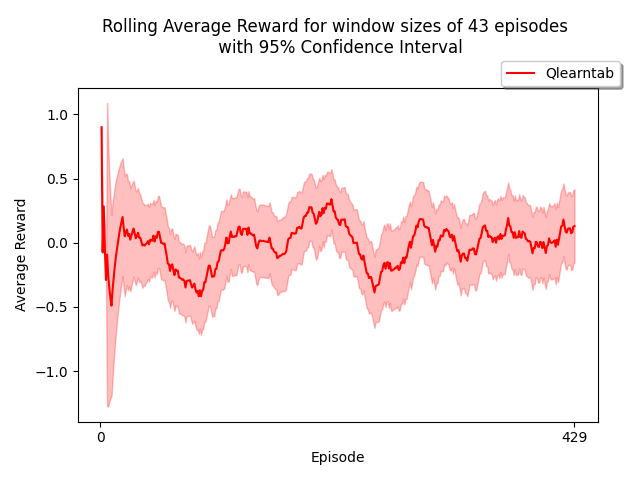 Rolling Average Reward for window sizes of 43 episodes
with 95% Confidence Interval
Qlearntab
1.0
0.5
0.0
−0.5
−1.0
Average Reward
0
429
Episode